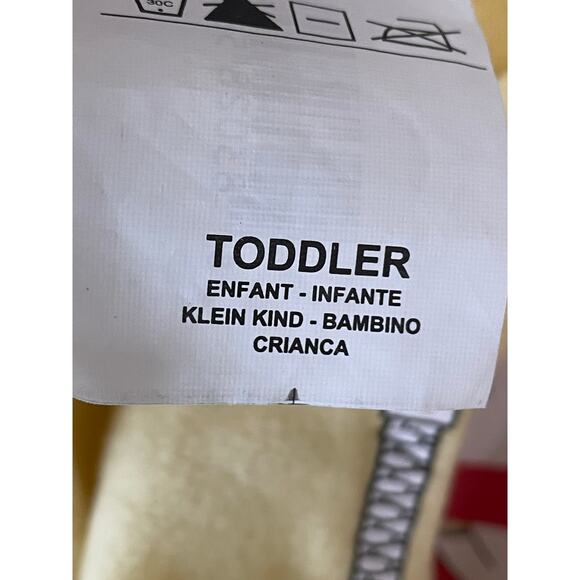 30C
TODDLER
ENFANT - INFANTE
KLEIN KIND - BAMBINO
CRIANCA